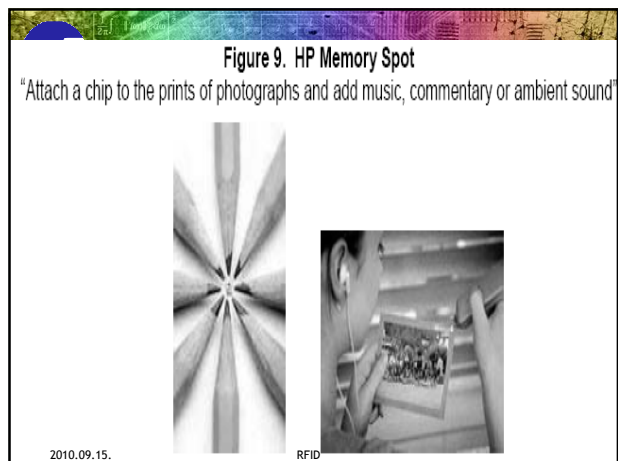 Figure 9. HP Memory Spot
“Attach a chip to the prints of photographs and add music, commentary or ambient sound”
2010.09.15. RFID